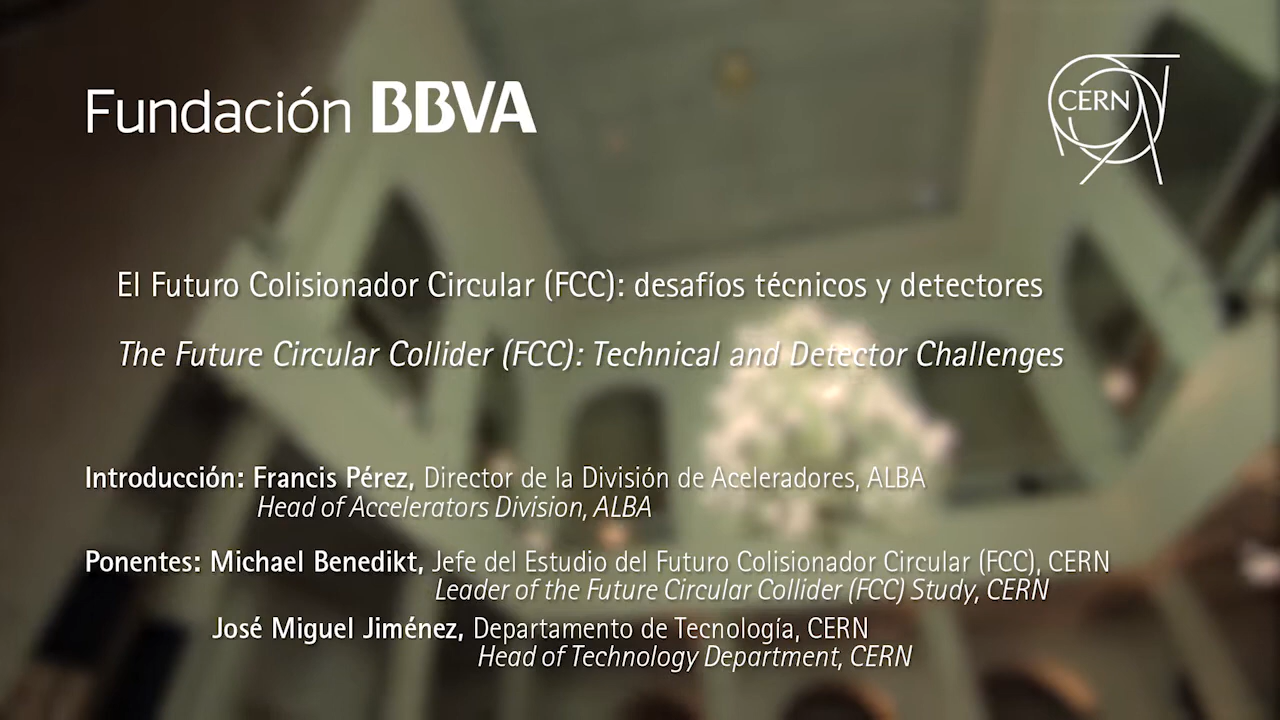 Fundación BBVA
CERN
El Futuro Colisionador Circular (FCC): desafíos técnicos y detectores
The Future Circular Collider (FCC): Technical and Detector Challenges
Introducción: Francis Pérez, Director de la División de Aceleradores, ALBA
Head of Accelerators Division, ALBA
Ponentes: Michael Benedikt, Jefe del Estudio del Futuro Colisionador Circular (FCC), CERN
Leader of the Future Circular Collider (FCC) Study, CERN
José Miguel Jiménez, Departamento de Tecnología, CERN
Head of Technology Department, CERN